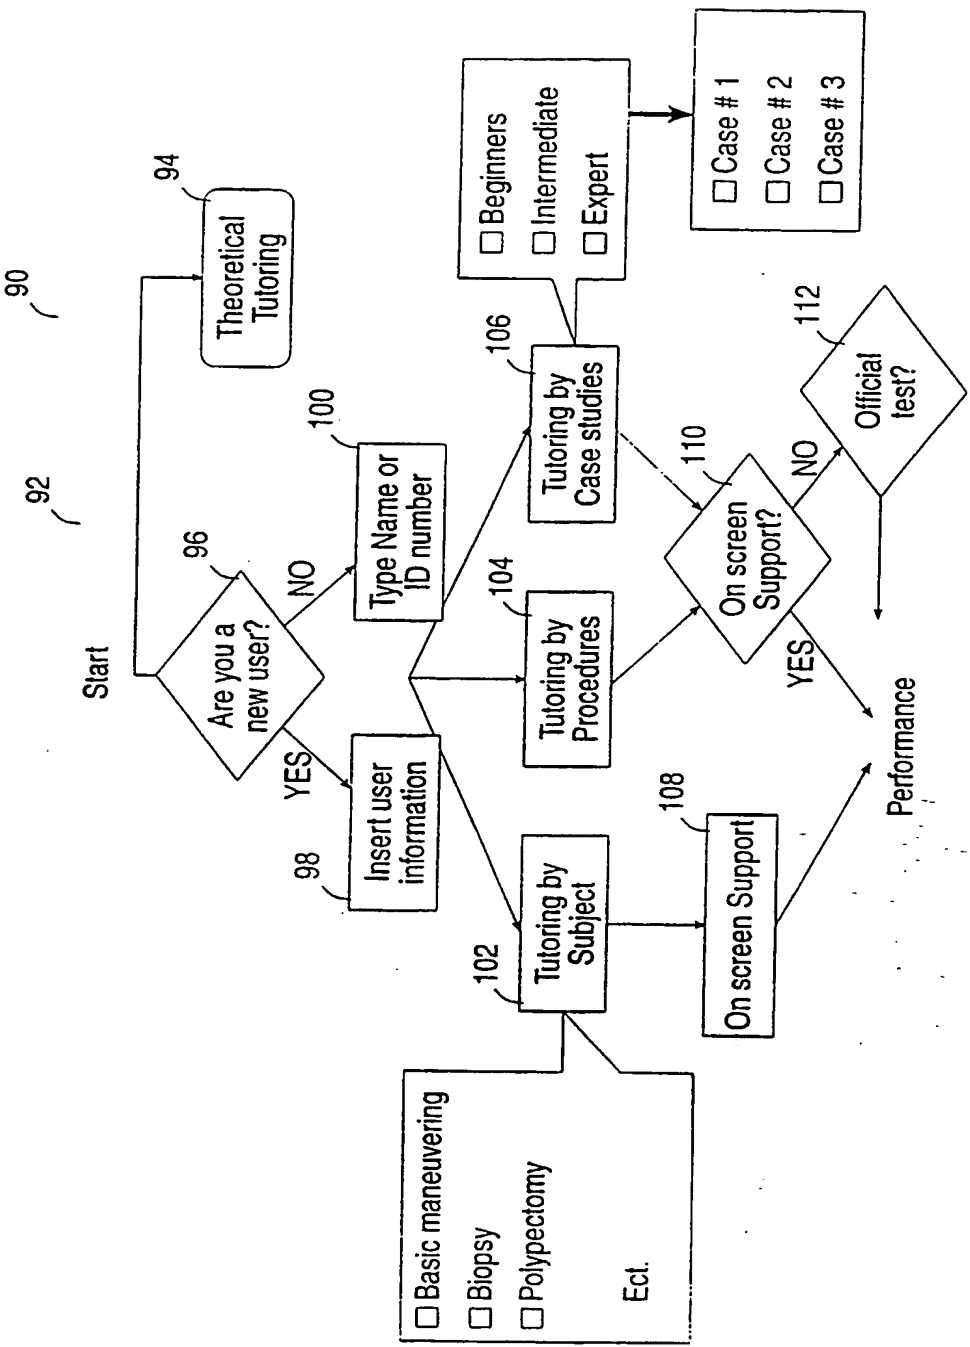 90
92
Start
94
Theoretical
Tutoring
96
Are you a
new user?
YES
NO
98
Insert user
information
100
Type Name or
ID number
102
Tutoring by
Subject
104
Tutoring by
Procedures
106
Tutoring by
Case studies
Basic maneuvering
Biopsy
Polypectomy
Ect.
Beginners
Intermediate
Expert
Case # 1
Case # 2
Case # 3
108
On screen Support
110
On screen
Support?
YES
NO
112
Official
test?
Performance